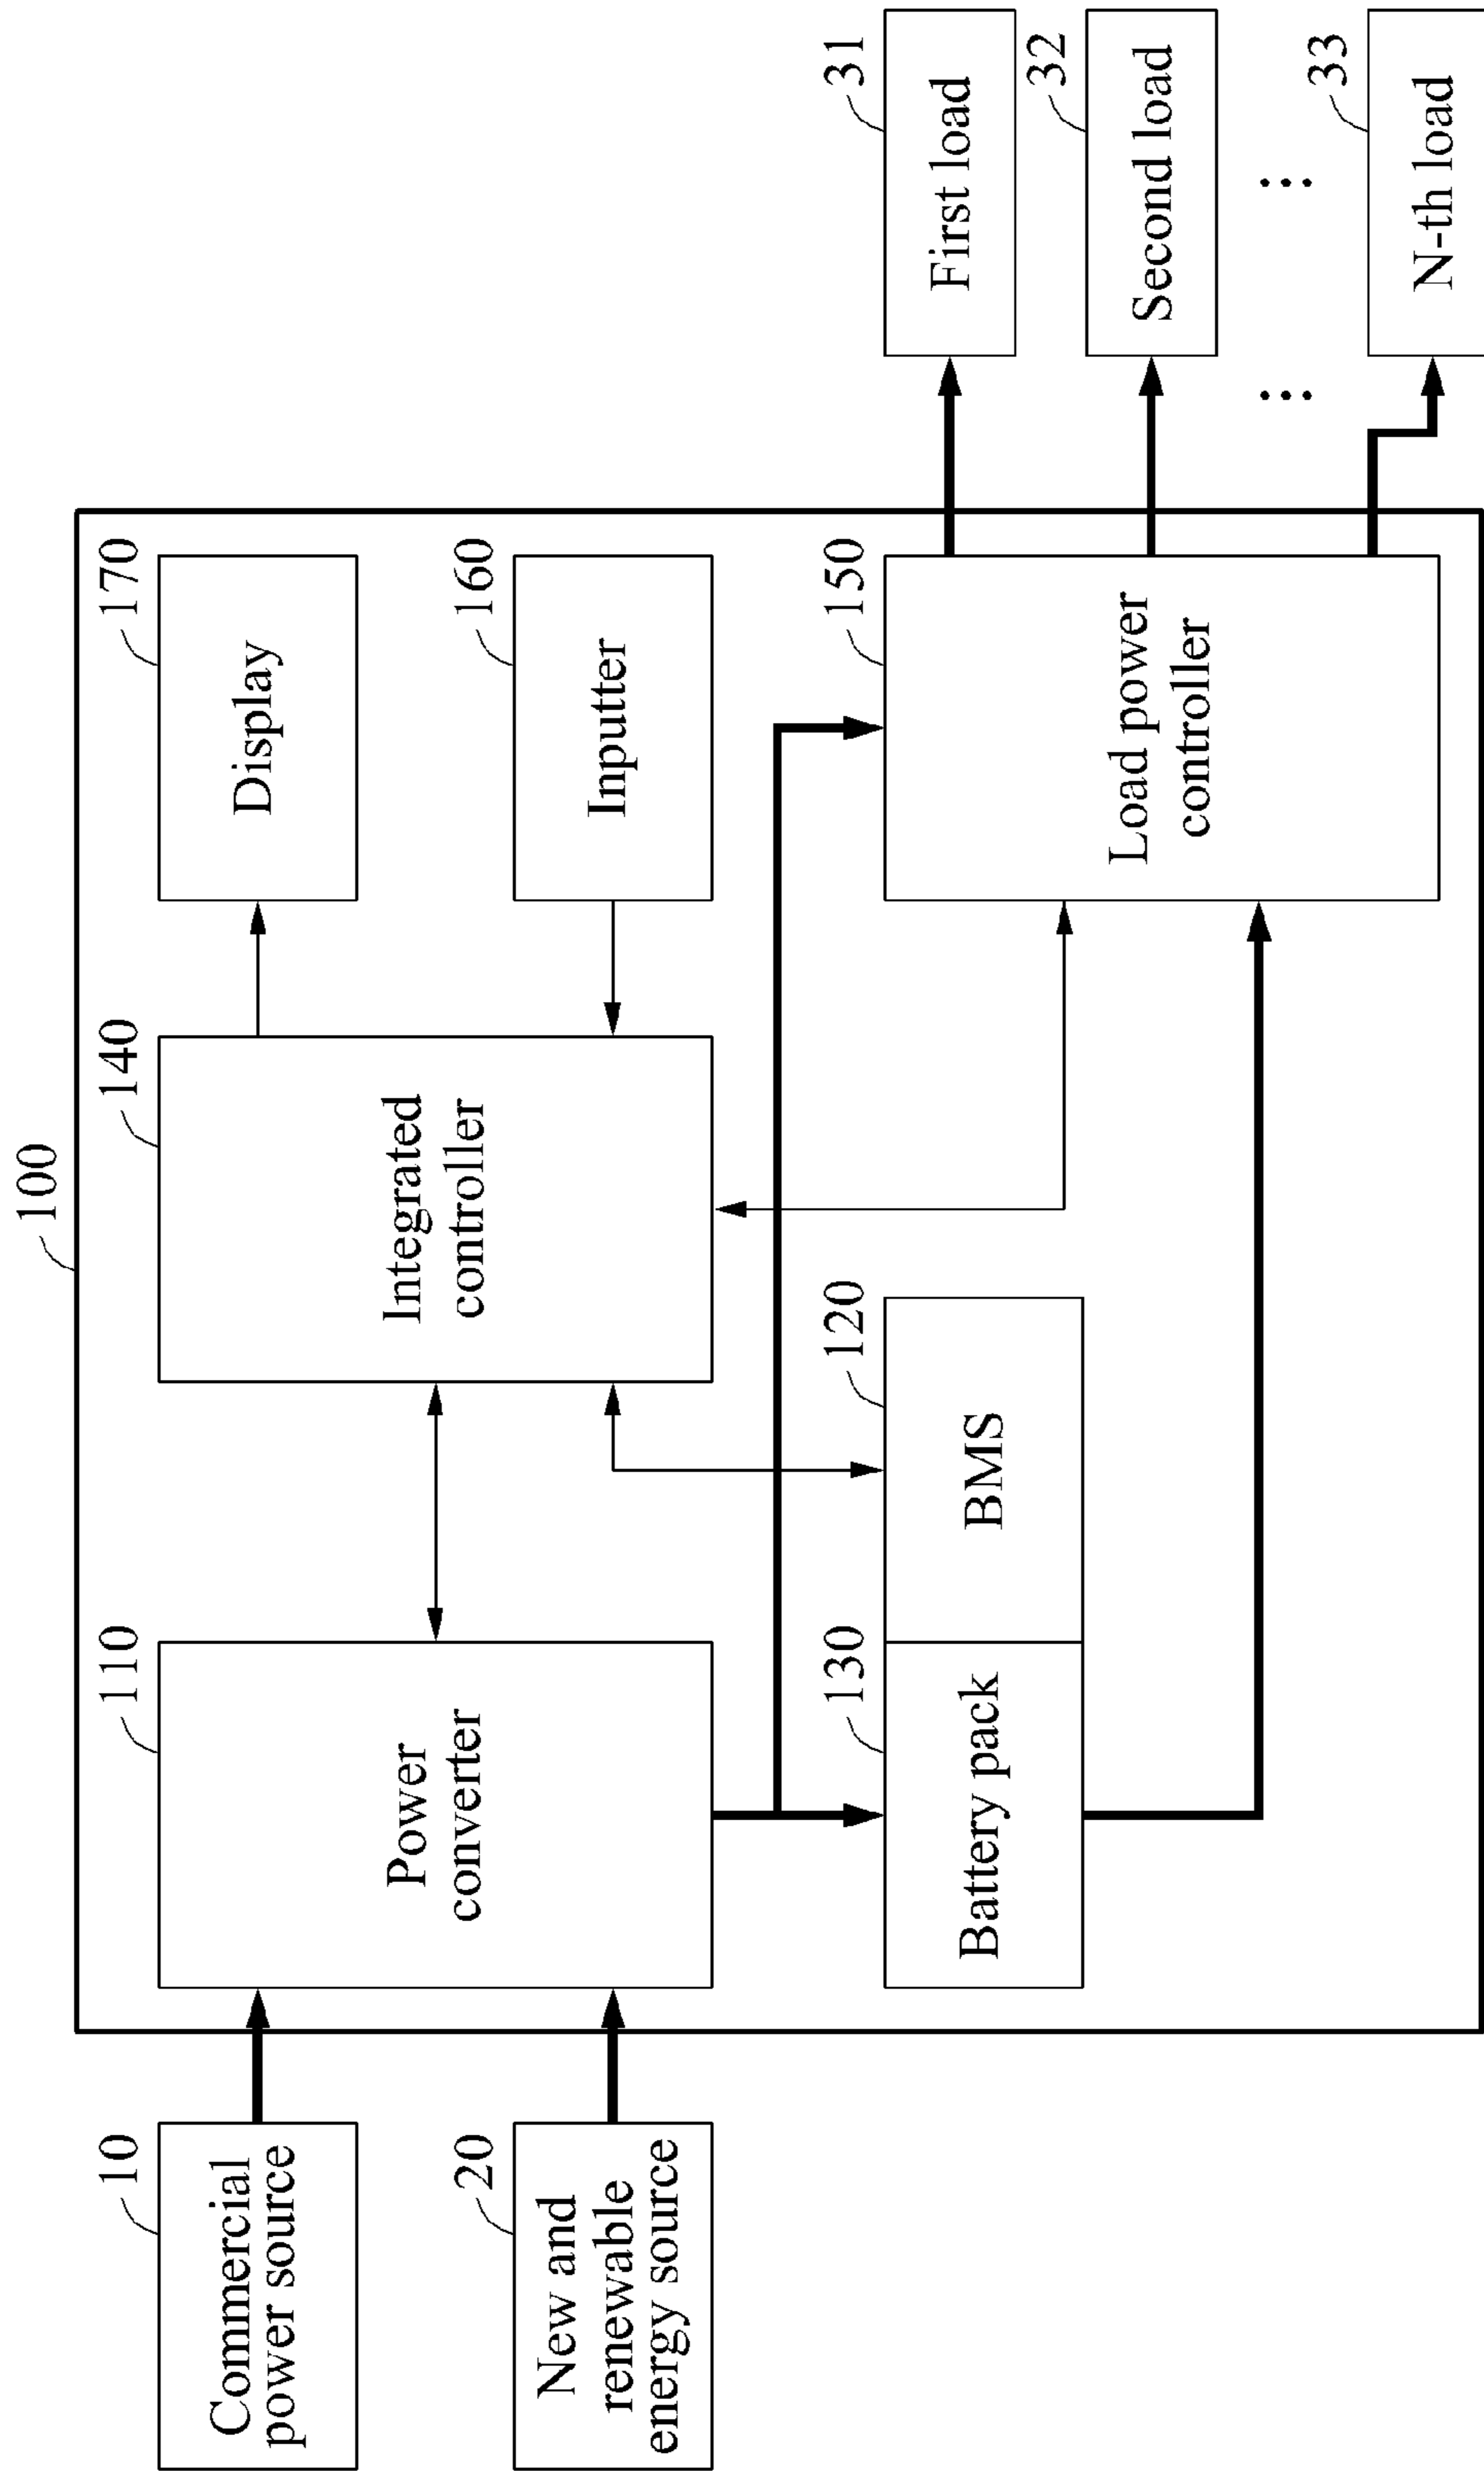 100
10
Commercial
power source
20
New and
renewable
energy source
110
Power
converter
140
Integrated
controller
170
Display
160
Inputter
130
Battery pack
120
BMS
150
Load power
controller
31
First load
32
Second load
...
...
33
N-th load